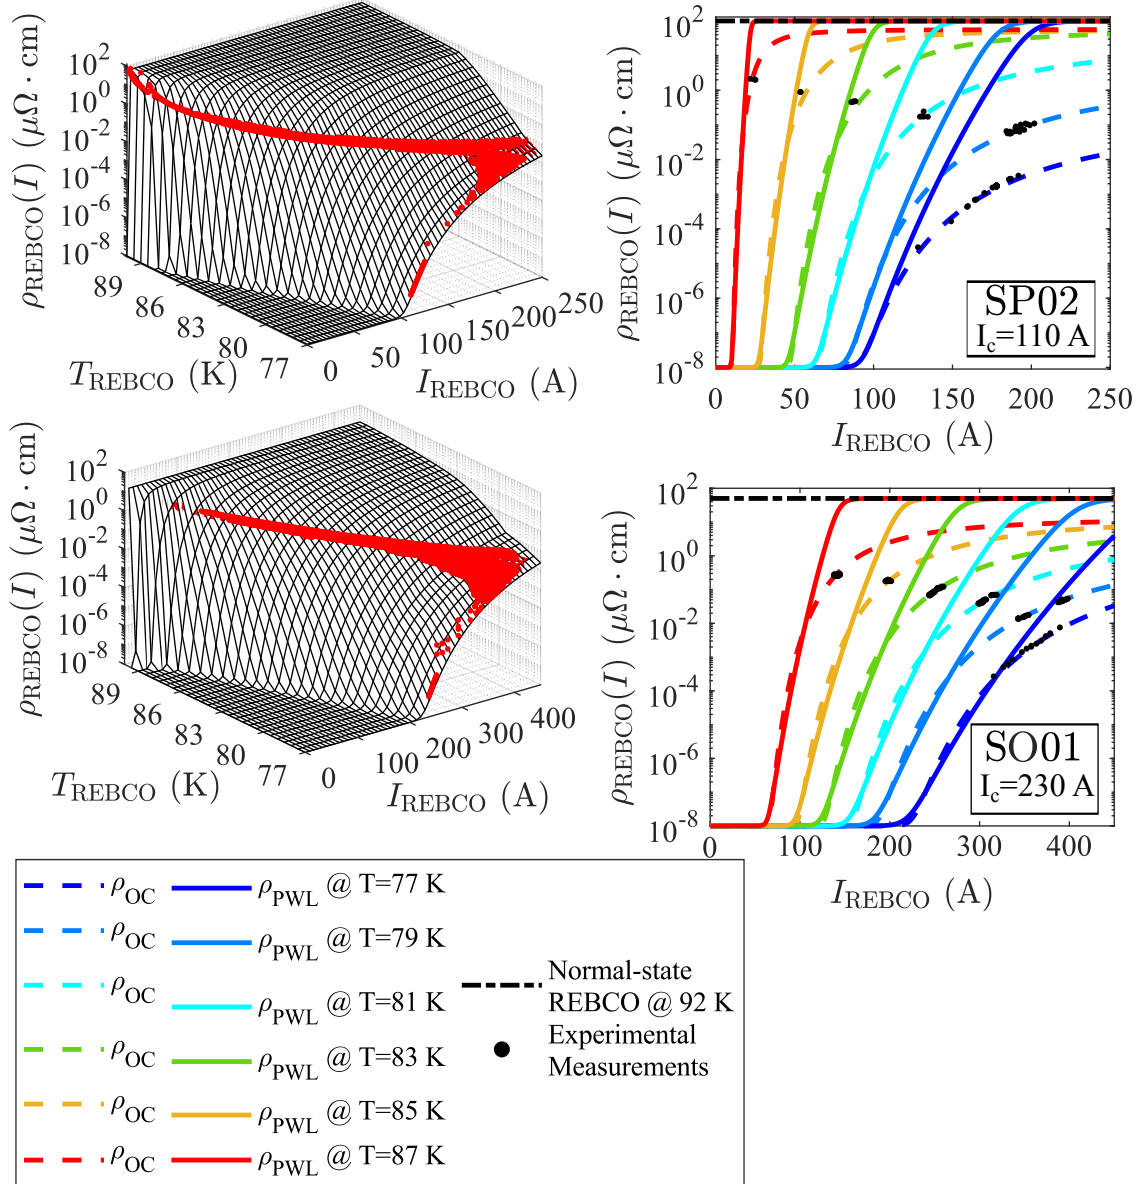 ρREBCO(I) (μΩ · cm)
10^2
10^0
10^-2
10^-4
10^-6
10^-8
89
86
83
80
77
TREBCO (K)
0
50
100
150
200
250
IREBCO (A)
ρREBCO(I) (μΩ · cm)
10^2
10^0
10^-2
10^-4
10^-6
10^-8
SP02
Ic=110 A
0
50
100
150
200
250
IREBCO (A)
ρREBCO(I) (μΩ · cm)
10^2
10^0
10^-2
10^-4
10^-6
10^-8
89
86
83
80
77
TREBCO (K)
0
100
200
300
400
IREBCO (A)
ρREBCO(I) (μΩ · cm)
10^2
10^0
10^-2
10^-4
10^-6
10^-8
SO01
Ic=230 A
0
100
200
300
400
IREBCO (A)
ρOC ρPWL @ T=77 K
ρOC ρPWL @ T=79 K
ρOC ρPWL @ T=81 K
ρOC ρPWL @ T=83 K
ρOC ρPWL @ T=85 K
ρOC ρPWL @ T=87 K
Normal-state
REBCO @ 92 K
Experimental
Measurements